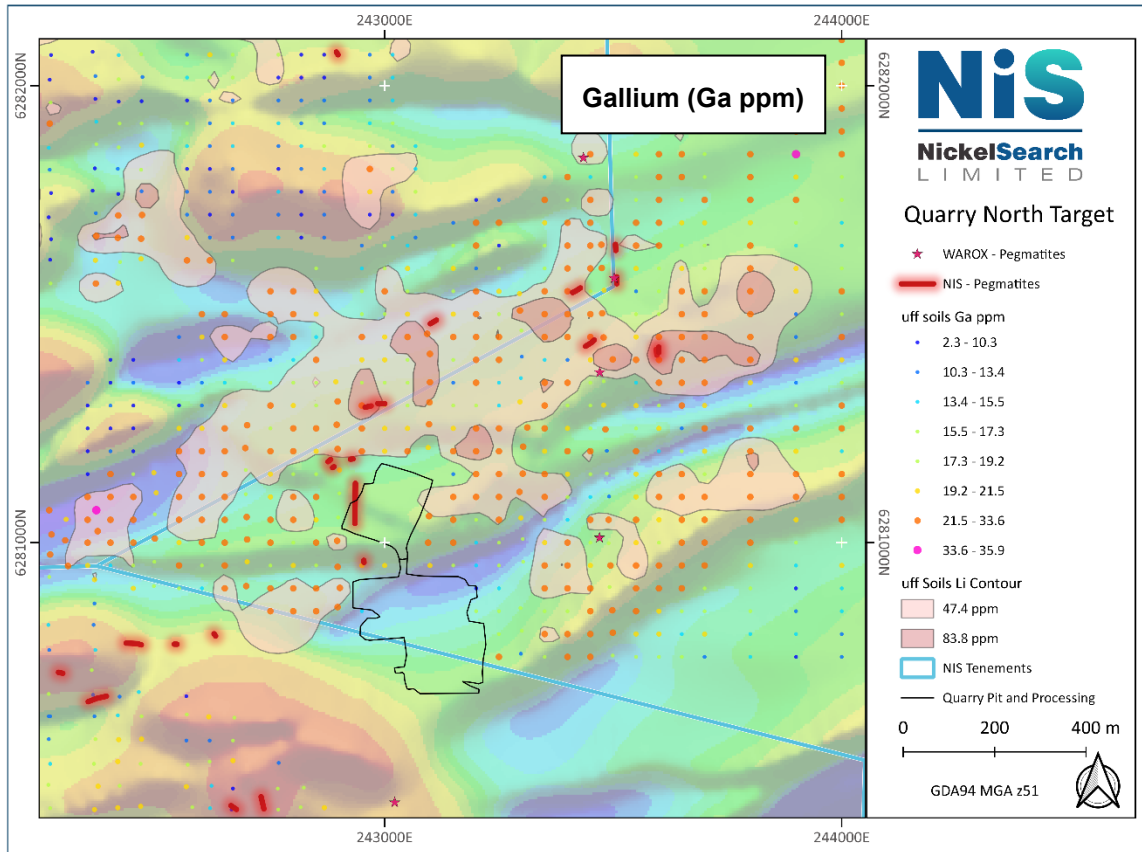 243000E
244000E
6282000N
6282000N
Gallium (Ga ppm)
6281000N
6281000N
243000E
244000E
NiS
NickelSearch
LIMITED
Quarry North Target
WAROX - Pegmatites
NIS - Pegmatites
uff soils Ga ppm
2.3 - 10.3
10.3 - 13.4
13.4 - 15.5
15.5 - 17.3
17.3 - 19.2
19.2 - 21.5
21.5 - 33.6
33.6 - 35.9
uff Soils Li Contour
47.4 ppm
83.8 ppm
NIS Tenements
Quarry Pit and Processing
0 200 400 m
GDA94 MGA z51